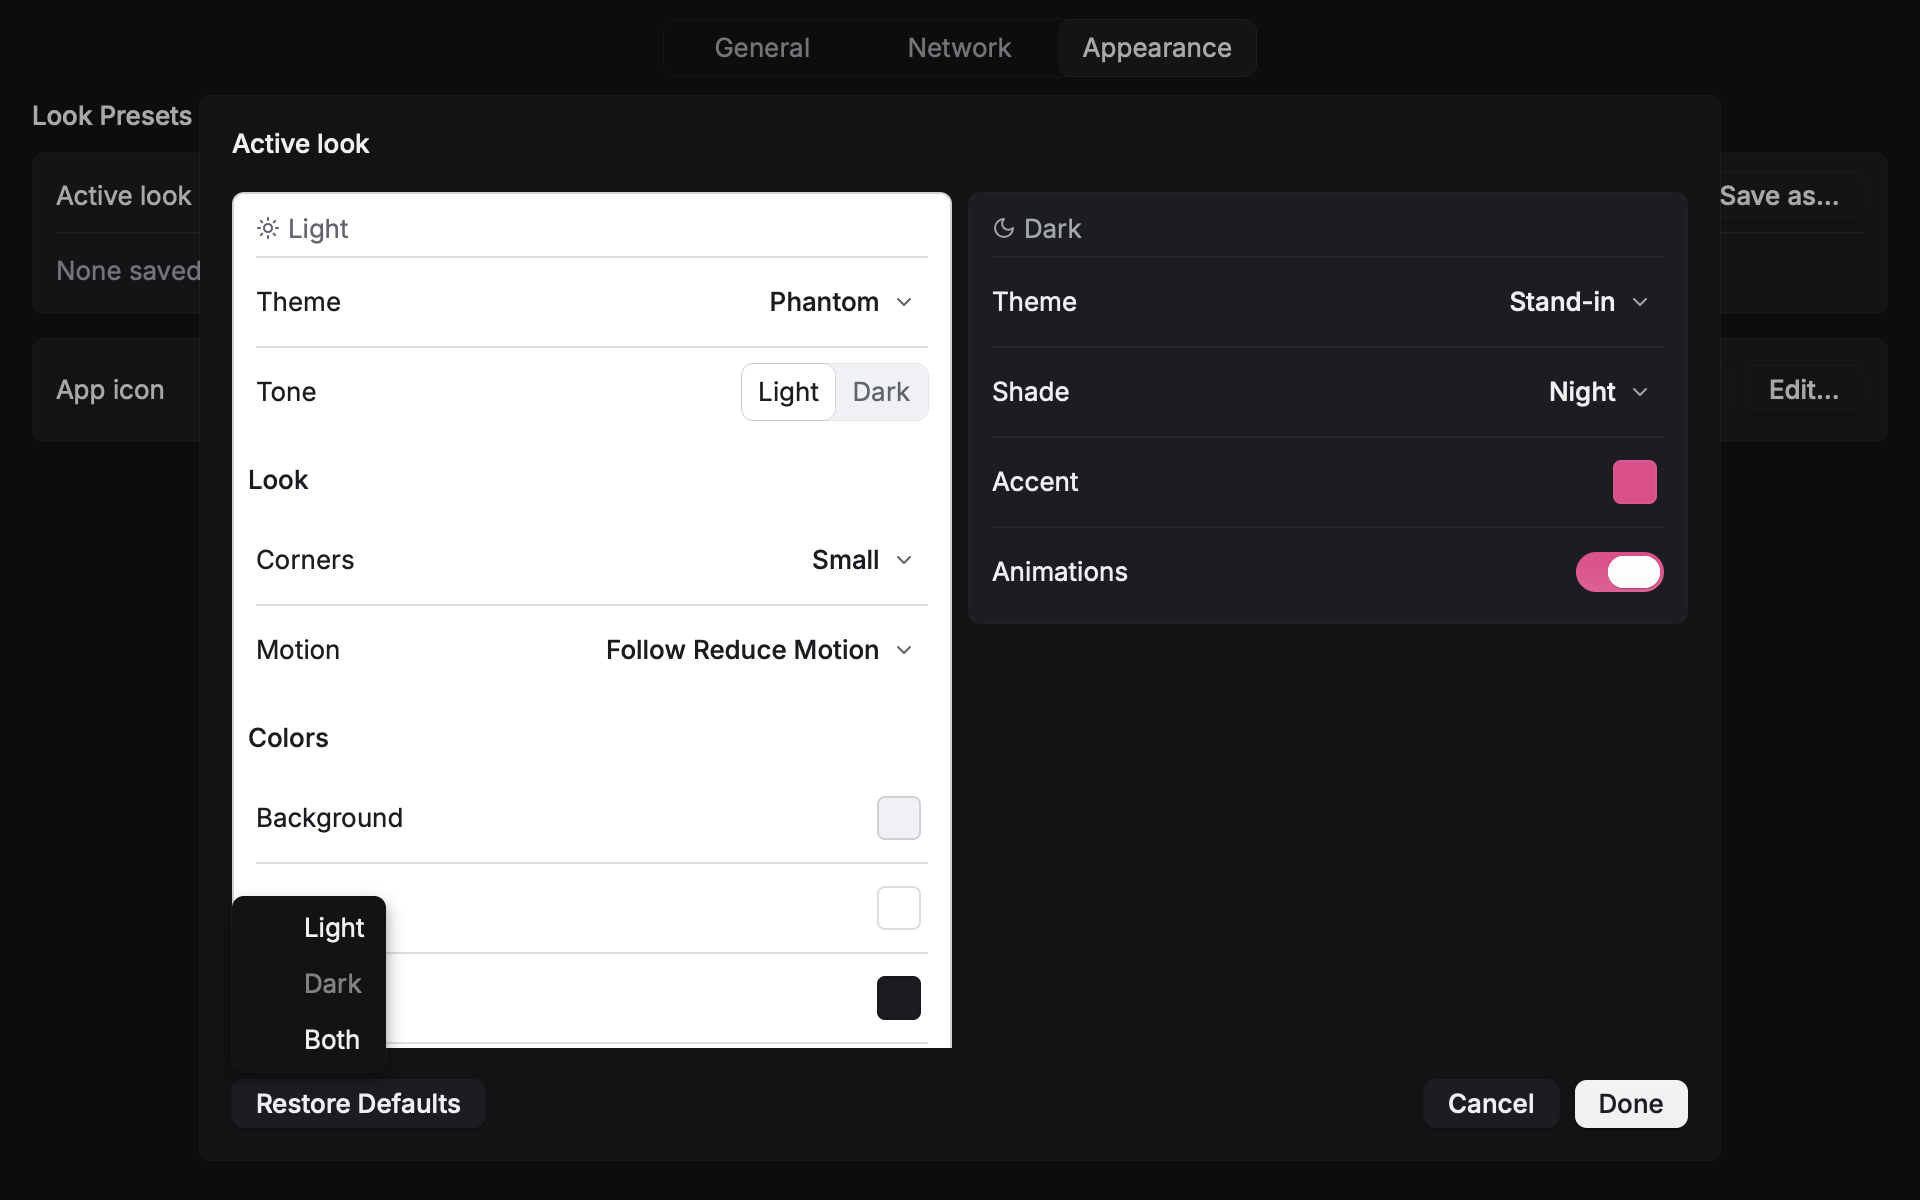 General
Network
Appearance
Look Presets
Active look
Save as...
None saved
App icon
Edit...
Active look
Light
Theme
Phantom
Tone
Light
Dark
Look
Corners
Small
Motion
Follow Reduce Motion
Colors
Background
Dark
Theme
Stand-in
Shade
Night
Accent
Animations
Light
Dark
Both
Restore Defaults
Cancel
Done